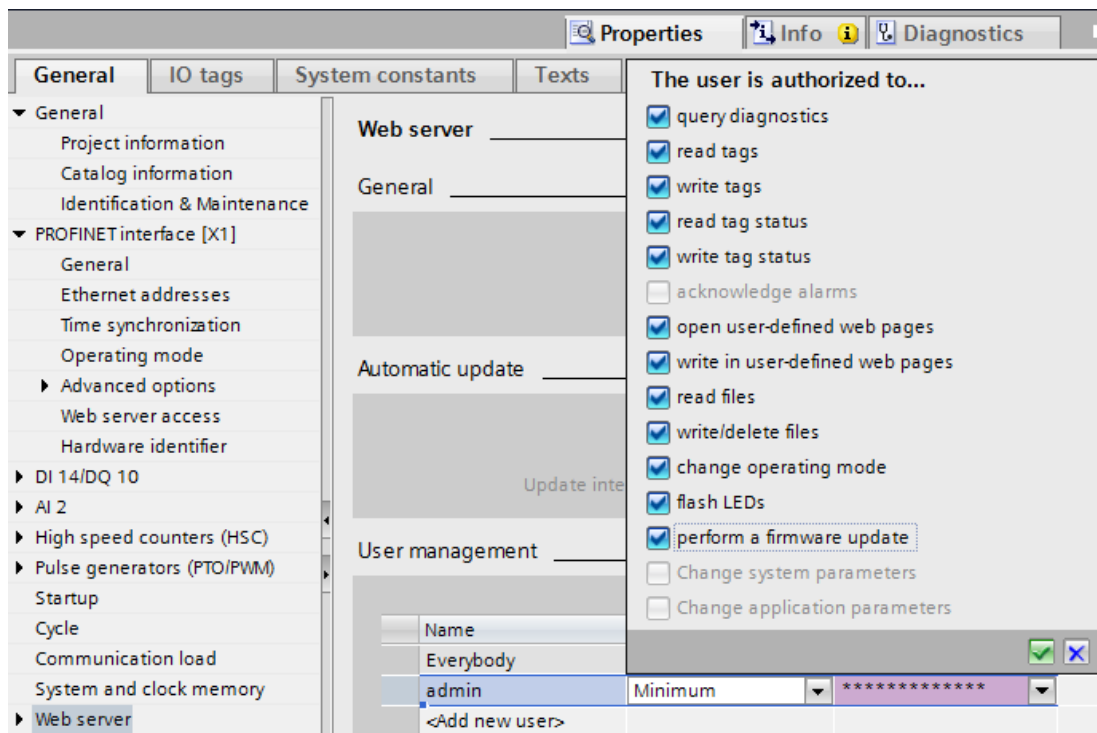 Properties
Info
Diagnostics
General
IO tags
System constants
Texts
General
Project information
Catalog information
Identification & Maintenance
PROFINET interface [X1]
General
Ethernet addresses
Time synchronization
Operating mode
Advanced options
Web server access
Hardware identifier
DI 14/DQ 10
AI 2
High speed counters (HSC)
Pulse generators (PTO/PWM)
Startup
Cycle
Communication load
System and clock memory
Web server
Web server
General
Automatic update
Update inte
User management
Name
Everybody
admin
Minimum
*************
<Add new user>
The user is authorized to...
query diagnostics
read tags
write tags
read tag status
write tag status
acknowledge alarms
open user-defined web pages
write in user-defined web pages
read files
write/delete files
change operating mode
flash LEDs
perform a firmware update
Change system parameters
Change application parameters